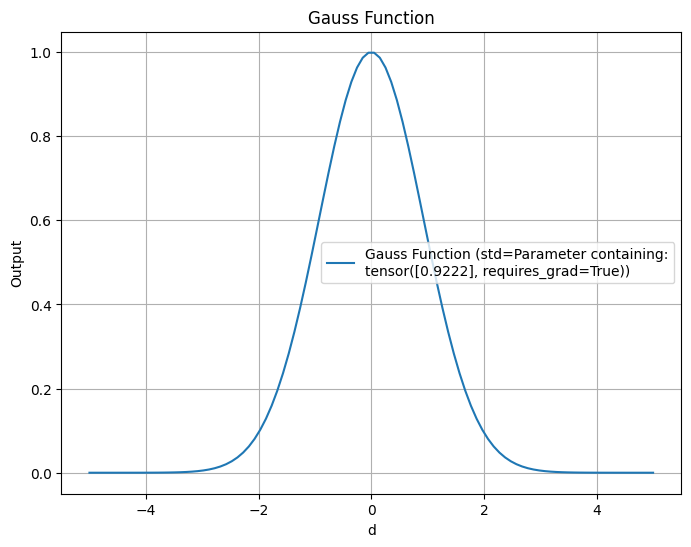 Gauss Function
1.0
0.8
0.6
0.4
0.2
0.0
Output
Gauss Function (std=Parameter containing:
tensor([0.9222], requires_grad=True))
−4
−2
0
2
4
d